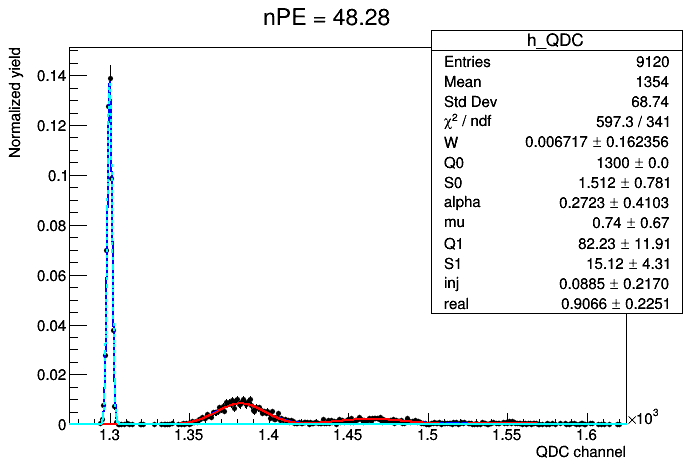 nPE = 48.28
h_QDC
Entries 9120
Mean 1354
Std Dev 68.74
χ² / ndf 597.3 / 341
W 0.006717 ± 0.162356
Q0 1300 ± 0.0
S0 1.512 ± 0.781
alpha 0.2723 ± 0.4103
mu 0.74 ± 0.67
Q1 82.23 ± 11.91
S1 15.12 ± 4.31
inj 0.0885 ± 0.2170
real 0.9066 ± 0.2251
Normalized yield
0.14
0.12
0.1
0.08
0.06
0.04
0.02
0
1.3 1.35 1.4 1.45 1.5 1.55 1.6 ×10³
QDC channel